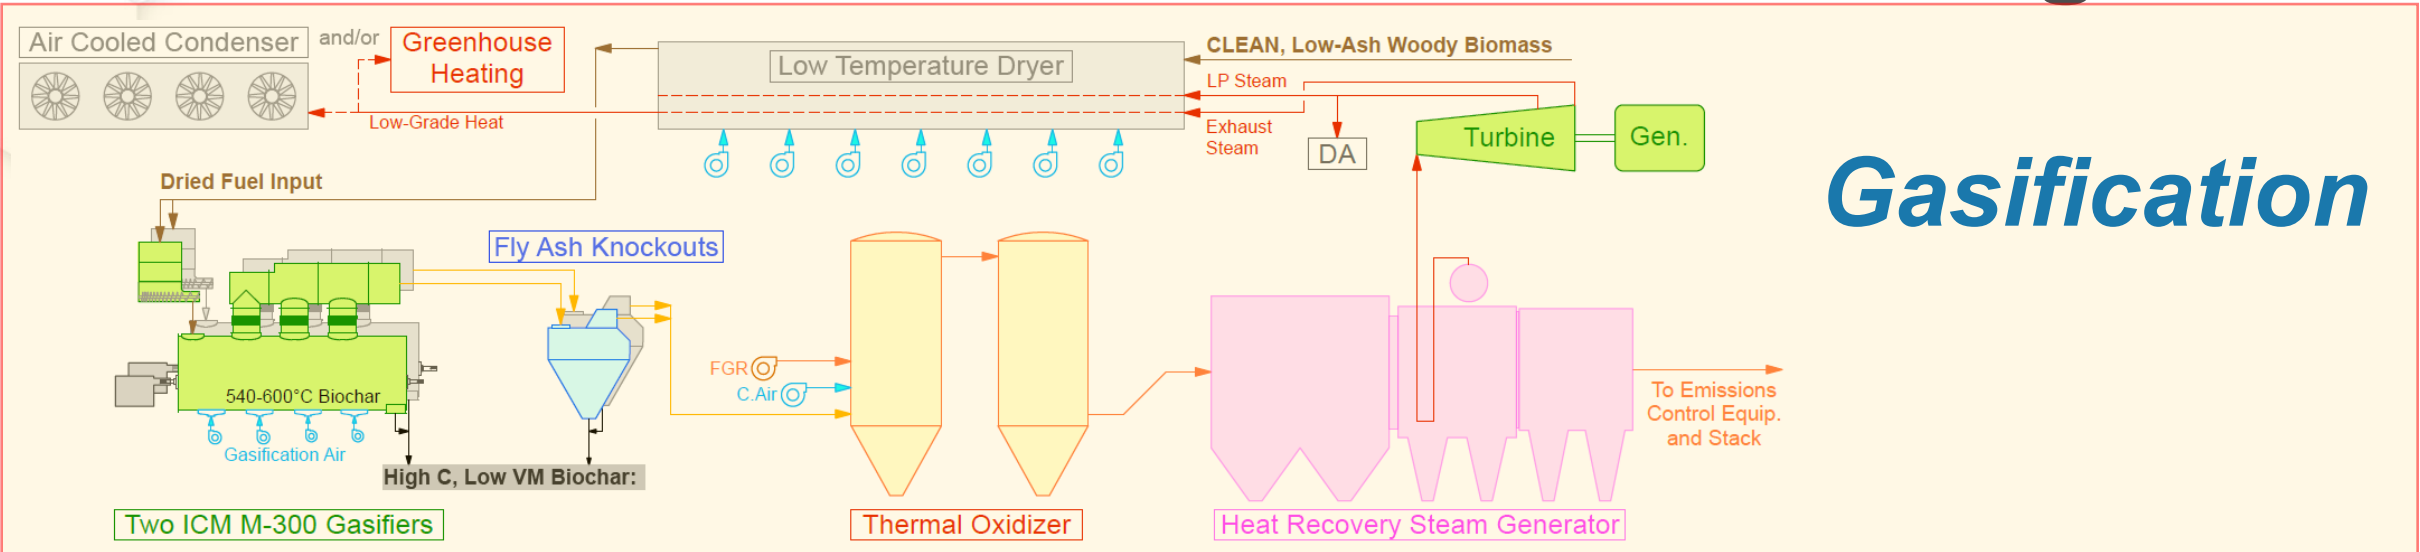 Air Cooled Condenser
and/or
Greenhouse
Heating
Low-Grade Heat
Low Temperature Dryer
CLEAN, Low-Ash Woody Biomass
LP Steam
Exhaust
Steam
DA
Turbine
Gen.
Gasification
Dried Fuel Input
Fly Ash Knockouts
540-600°C Biochar
Gasification Air
High C, Low VM Biochar:
FGR
C.Air
To Emissions
Control Equip.
and Stack
Two ICM M-300 Gasifiers
Thermal Oxidizer
Heat Recovery Steam Generator